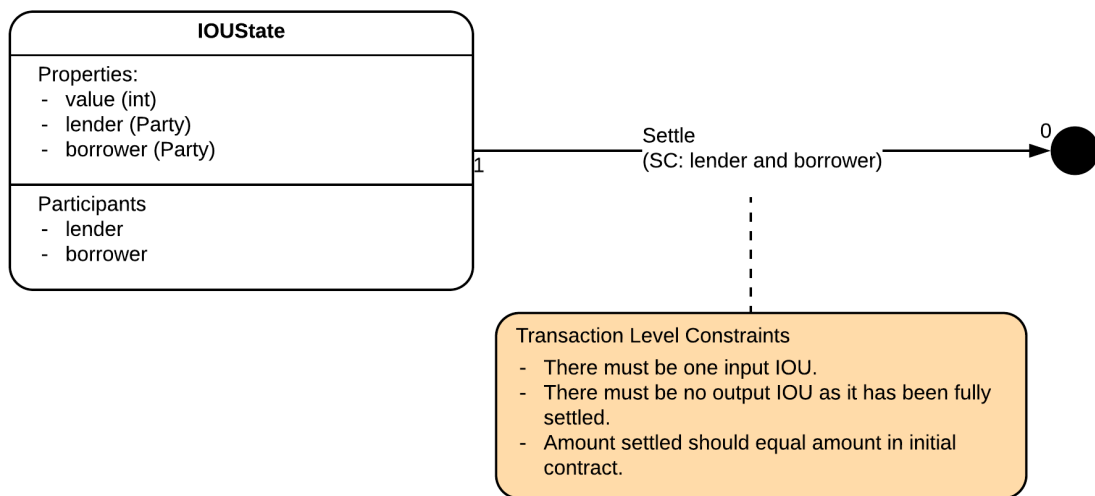 IOUState
Properties:
- value (int)
- lender (Party)
- borrower (Party)
Participants
- lender
- borrower
1
Settle
(SC: lender and borrower)
0
Transaction Level Constraints
- There must be one input IOU.
- There must be no output IOU as it has been fully
settled.
- Amount settled should equal amount in initial
contract.